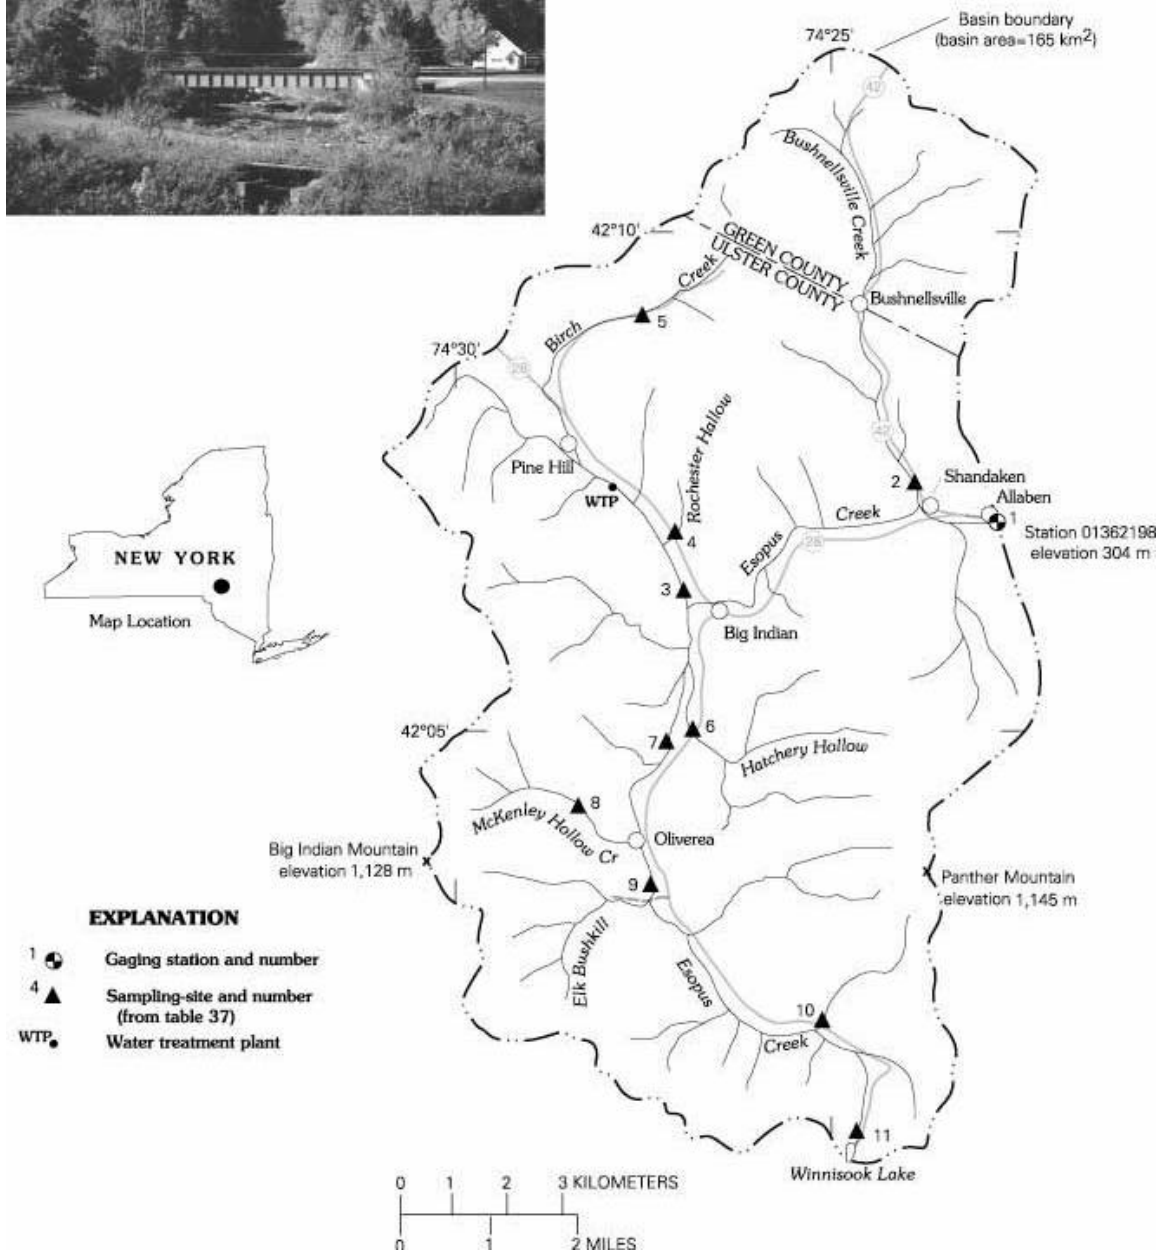 Basin boundary
(basin area=165 km2)
74°25'
42
Bushnellsville Creek
42°10'
GREEN COUNTY
ULSTER COUNTY
Creek
Bushnellsville
5
Birch
74°30'
28
Rochester Hallow
42
Pine Hill
WTP
2
Shandaken
Allaben
1
Creek
Station 01362198
elevation 304 m
4
Esopus
28
NEW YORK
3
Map Location
Big Indian
42°05'
6
7
Hatchery Hollow
8
McKenley Hollow Cr
Oliverea
Big Indian Mountain
elevation 1,128 m
9
Panther Mountain
elevation 1,145 m
EXPLANATION
1 Gaging station and number
4 Sampling-site and number
(from table 37)
WTP Water treatment plant
Elk Bushkill
Esopus
10
Creek
11
Winnisook Lake
0 1 2 3 KILOMETERS
0 1 2 MILES